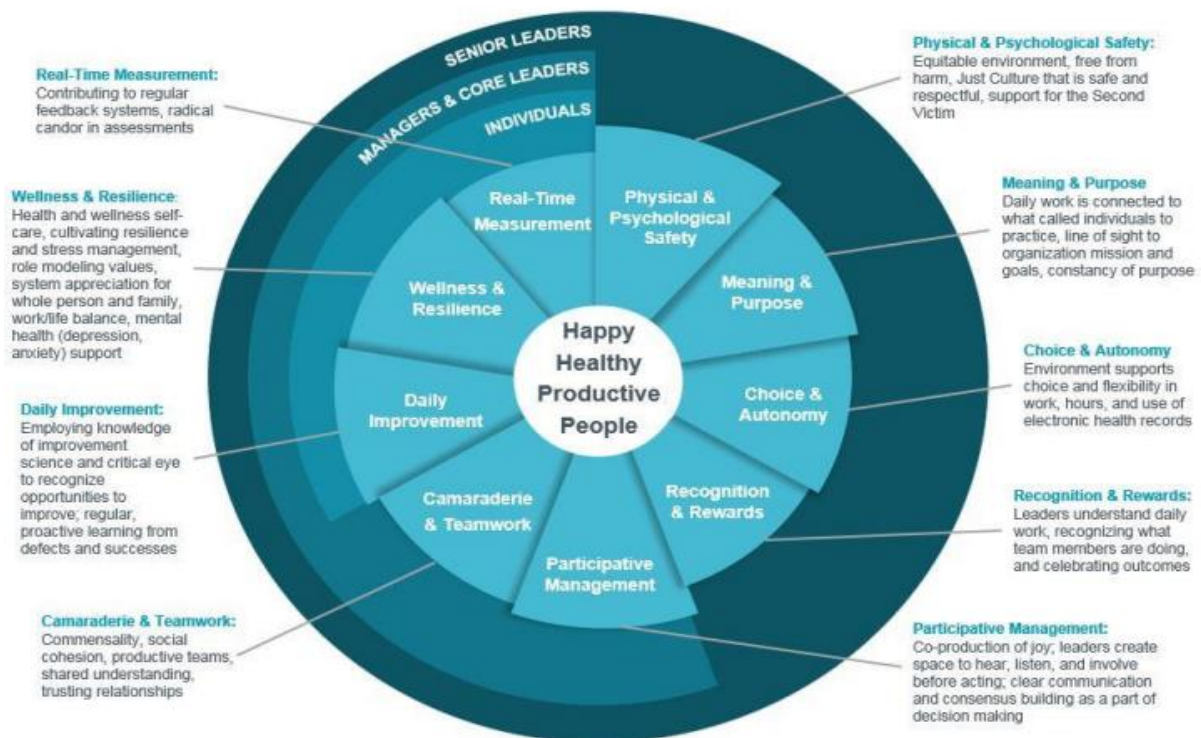 SENIOR LEADERS
MANAGERS & CORE LEADERS
INDIVIDUALS
Real-Time Measurement:
Contributing to regular
feedback systems, radical
candor in assessments
Wellness & Resilience:
Health and wellness self-
care, cultivating resilience
and stress management,
role modeling values,
system appreciation for
whole person and family,
work/life balance, mental
health (depression,
anxiety) support
Daily Improvement:
Employing knowledge
of improvement
science and critical eye
to recognize
opportunities to
improve; regular,
proactive learning from
defects and successes
Camaraderie & Teamwork:
Commensality, social
cohesion, productive teams,
shared understanding,
trusting relationships
Real-Time
Measurement
Physical &
Psychological
Safety
Wellness &
Resilience
Meaning &
Purpose
Happy
Healthy
Productive
People
Daily
Improvement
Choice &
Autonomy
Camaraderie
& Teamwork
Recognition
& Rewards
Participative
Management
Physical & Psychological Safety:
Equitable environment, free from
harm, Just Culture that is safe and
respectful, support for the Second
Victim
Meaning & Purpose
Daily work is connected to
what called individuals to
practice, line of sight to
organization mission and
goals, constancy of purpose
Choice & Autonomy
Environment supports
choice and flexibility in
work, hours, and use of
electronic health records
Recognition & Rewards:
Leaders understand daily
work, recognizing what
team members are doing,
and celebrating outcomes
Participative Management:
Co-production of joy; leaders create
space to hear, listen, and involve
before acting; clear communication
and consensus building as a part of
decision making